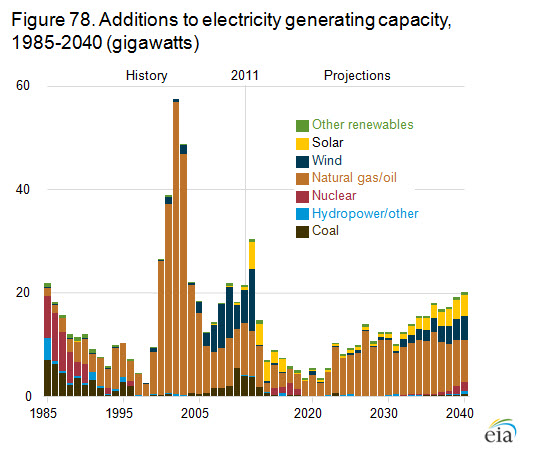 Figure 78. Additions to electricity generating capacity,
1985-2040 (gigawatts)
History 2011 Projections
60
Other renewables
Solar
Wind
Natural gas/oil
Nuclear
Hydropower/other
Coal
40
20
0
1985 1995 2005 2020 2030 2040
eia